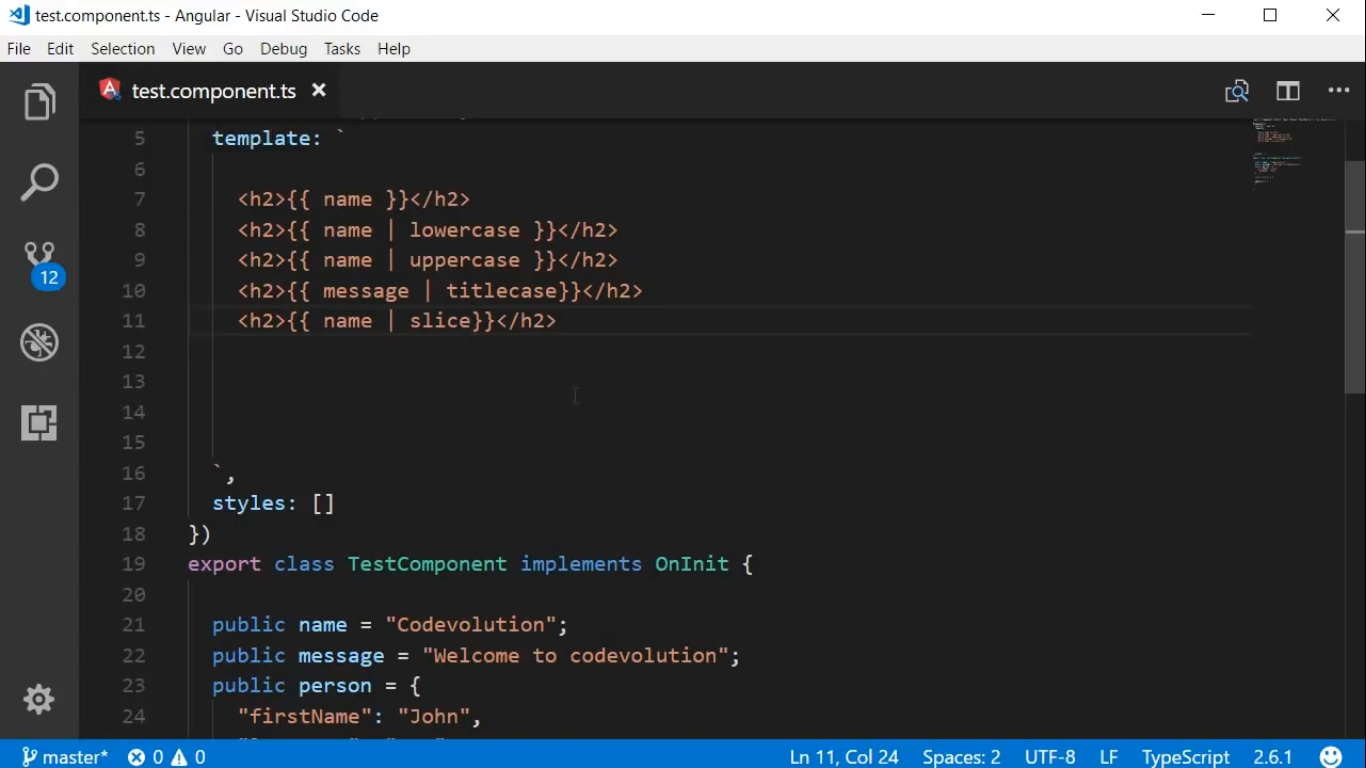 test.component.ts - Angular - Visual Studio Code
File Edit Selection View Go Debug Tasks Help
test.component.ts
5 template: `
6
7 <h2>{{ name }}</h2>
8 <h2>{{ name | lowercase }}</h2>
9 <h2>{{ name | uppercase }}</h2>
10 <h2>{{ message | titlecase}}</h2>
11 <h2>{{ name | slice}}</h2>
12
13
14
15
16 `,
17 styles: []
18 })
19 export class TestComponent implements OnInit {
20
21 public name = "Codevolution";
22 public message = "Welcome to codevolution";
23 public person = {
24 "firstName": "John",
12
master* 0 0 Ln 11, Col 24 Spaces: 2 UTF-8 LF TypeScript 2.6.1